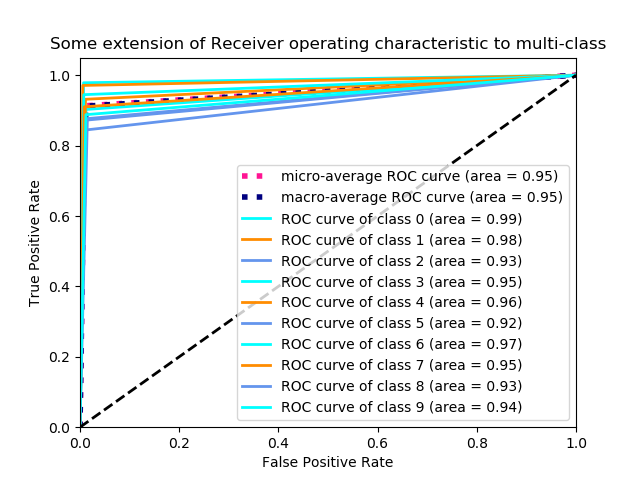 Some extension of Receiver operating characteristic to multi-class
1.0
0.8
0.6
0.4
0.2
0.0
True Positive Rate
micro-average ROC curve (area = 0.95)
macro-average ROC curve (area = 0.95)
ROC curve of class 0 (area = 0.99)
ROC curve of class 1 (area = 0.98)
ROC curve of class 2 (area = 0.93)
ROC curve of class 3 (area = 0.95)
ROC curve of class 4 (area = 0.96)
ROC curve of class 5 (area = 0.92)
ROC curve of class 6 (area = 0.97)
ROC curve of class 7 (area = 0.95)
ROC curve of class 8 (area = 0.93)
ROC curve of class 9 (area = 0.94)
0.0 0.2 0.4 0.6 0.8 1.0
False Positive Rate